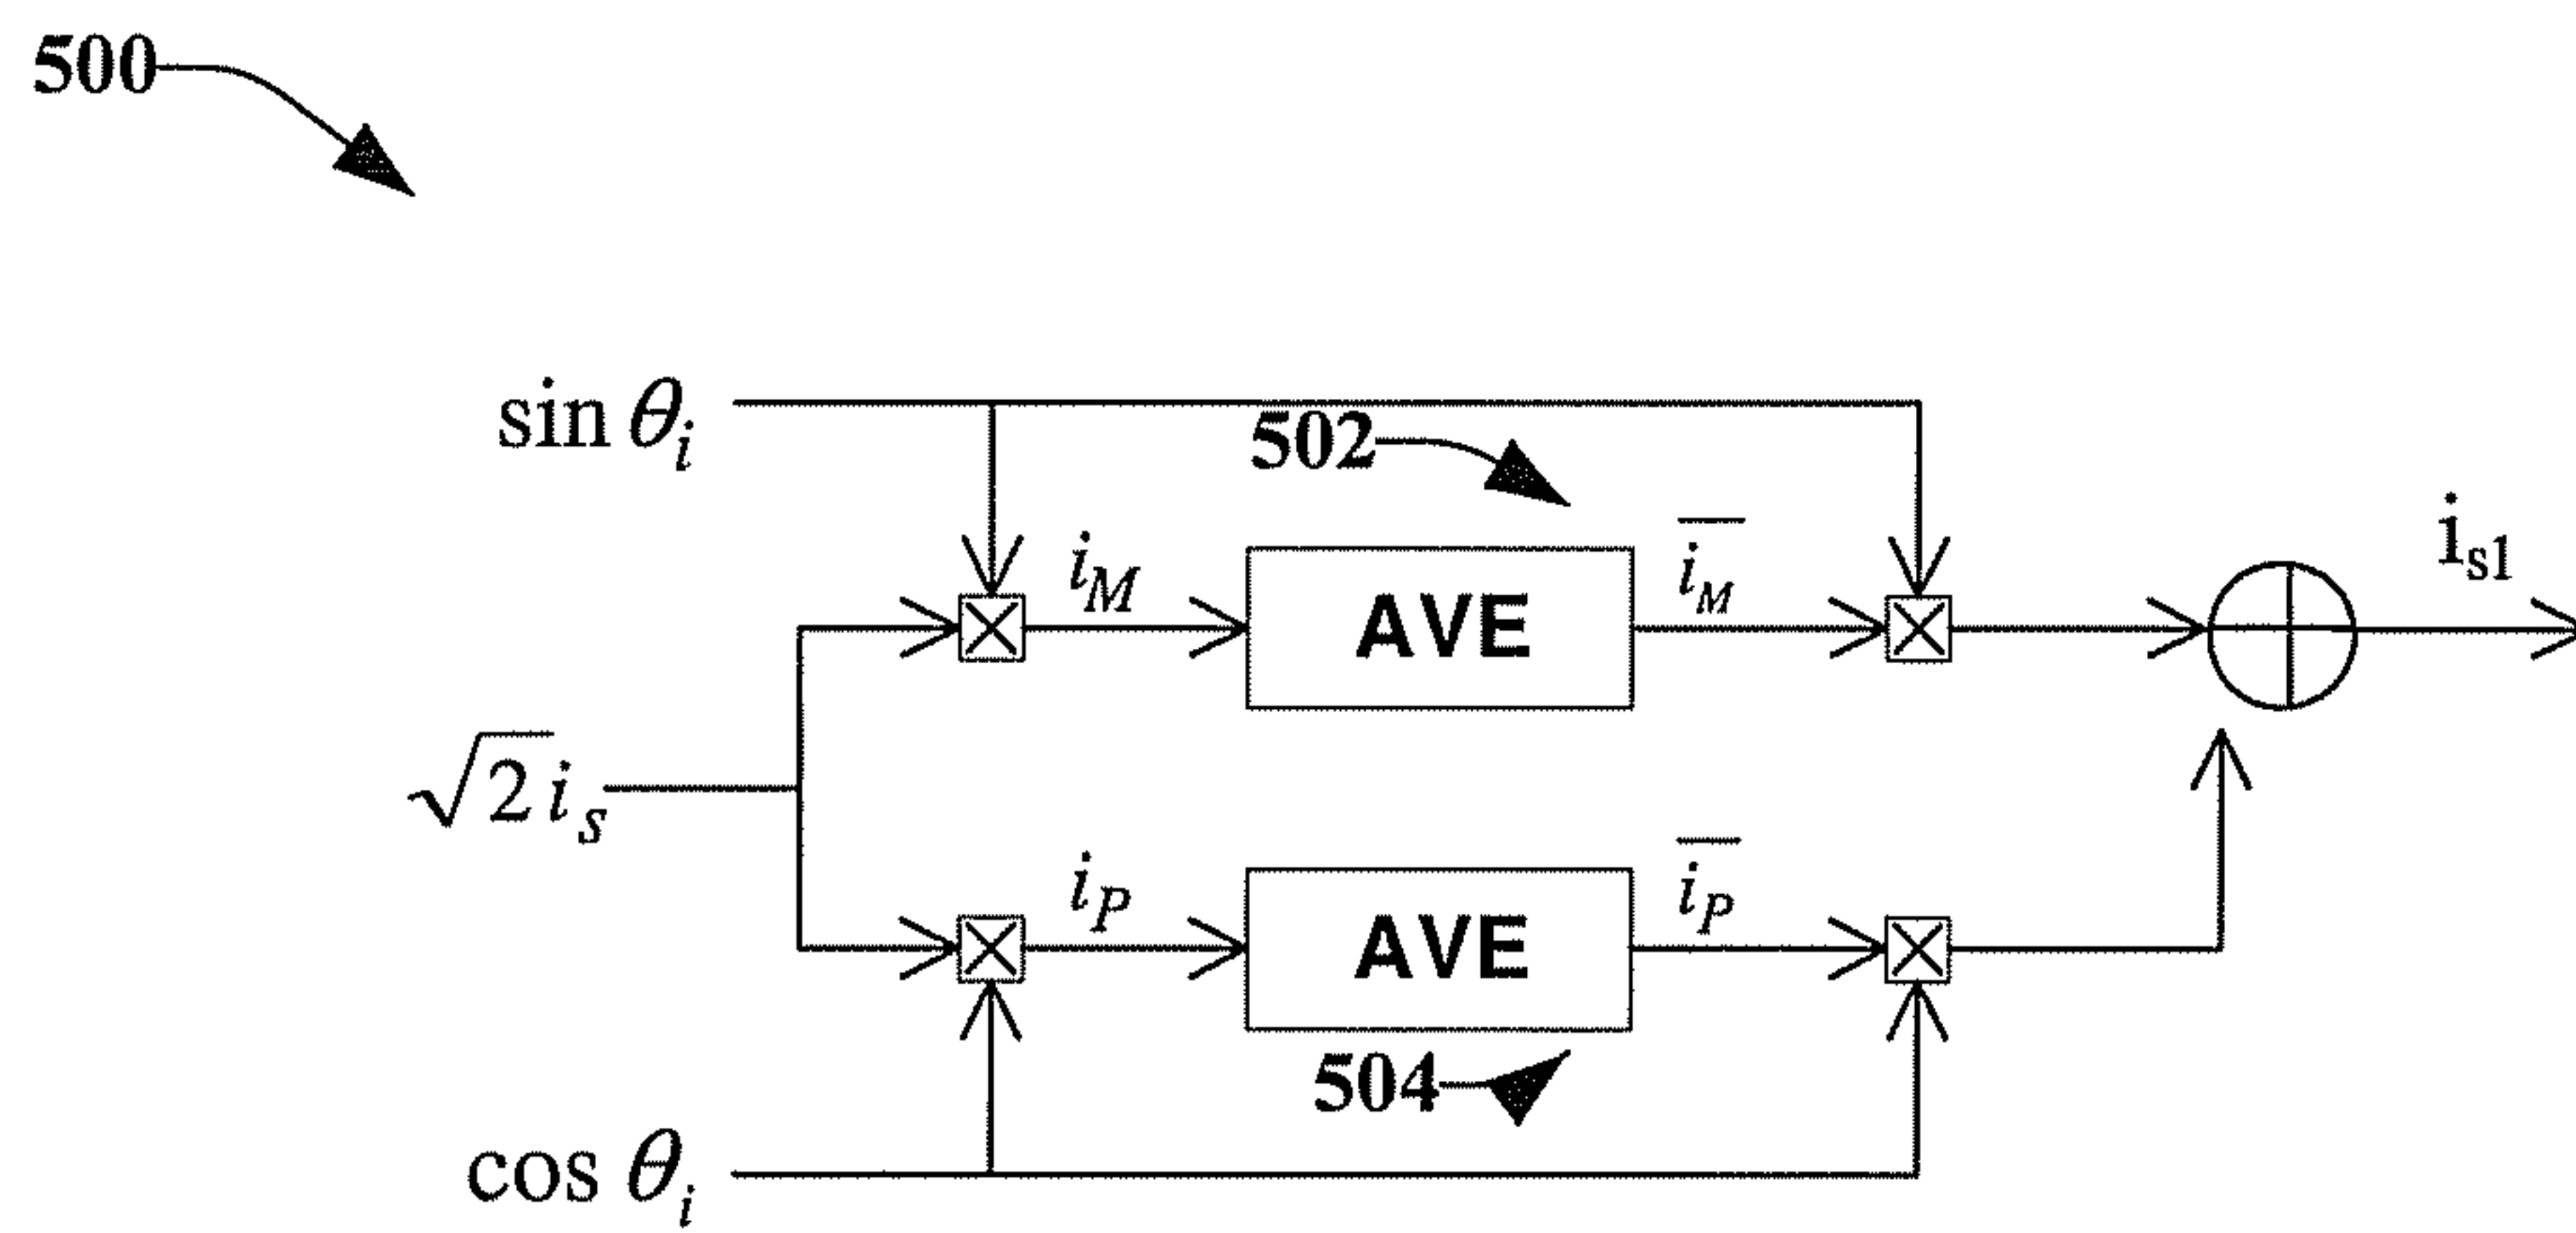 500
sin θi
502
iM
AVE
iM̅
is1
√2 is
iP
AVE
iP̅
504
cos θi